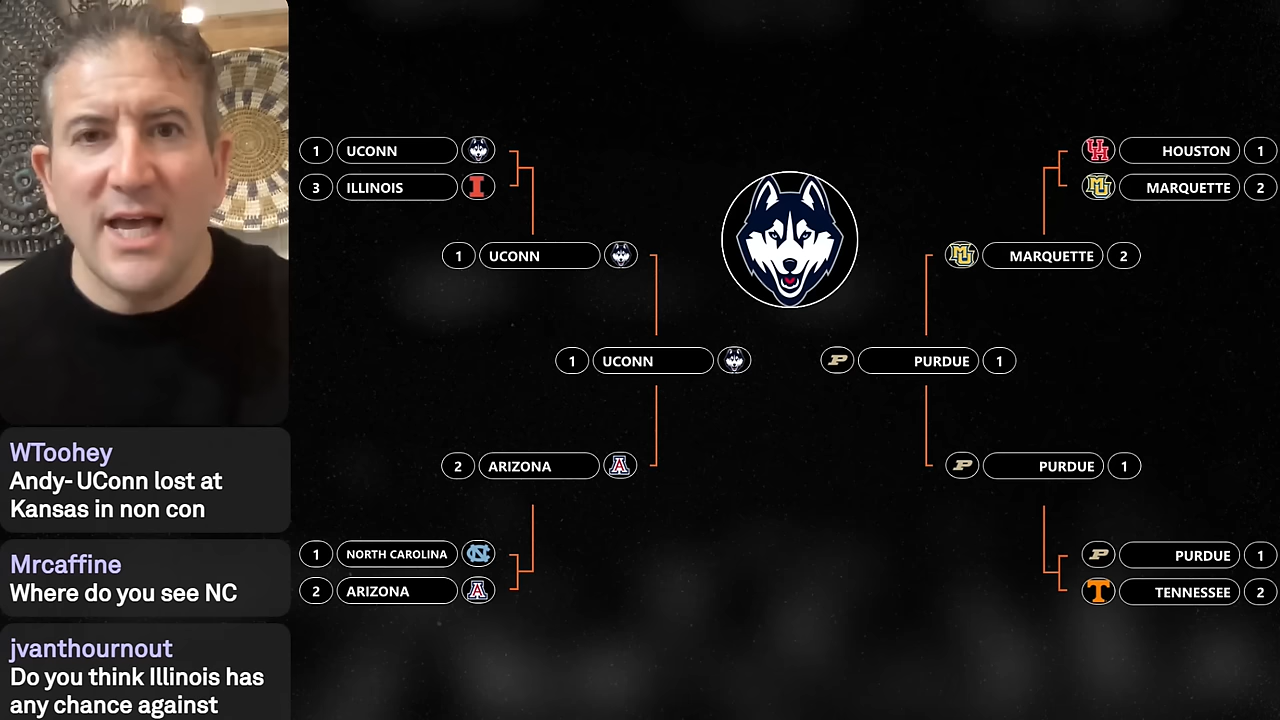 WToohey
Andy- UConn lost at
Kansas in non con
Mrcaffine
Where do you see NC
jvanthournout
Do you think Illinois has
any chance against
1 UCONN
3 ILLINOIS
1 UCONN
1 UCONN
2 ARIZONA
1 NORTH CAROLINA
2 ARIZONA
HOUSTON 1
MARQUETTE 2
MARQUETTE 2
PURDUE 1
PURDUE 1
PURDUE 1
TENNESSEE 2